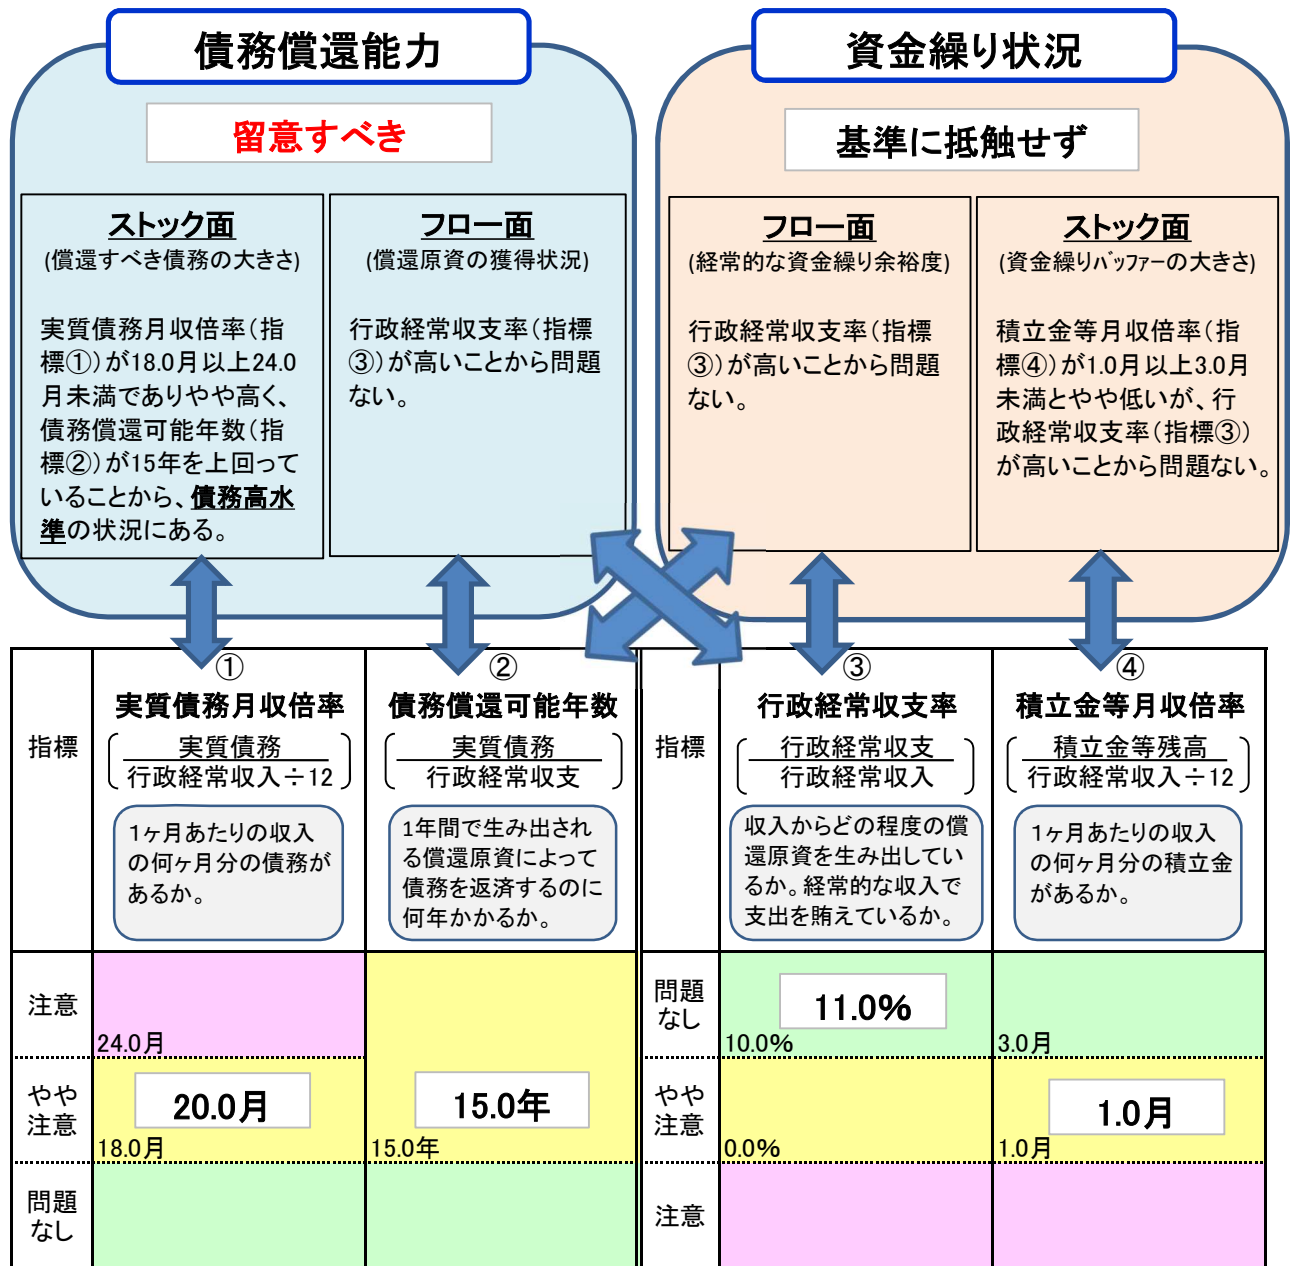 債務償還能力
留意すべき
ストック面
(償還すべき債務の大きさ)
実質債務月収倍率(指
標①)が18.0月以上24.0
月未満でありやや高く、
債務償還可能年数(指
標②)が15年を上回って
いることから、債務高水
準の状況にある。
フロー面
(償還原資の獲得状況)
行政経常収支率(指標
③)が高いことから問題
ない。
資金繰り状況
基準に抵触せず
フロー面
(経常的な資金繰り余裕度)
行政経常収支率(指標
③)が高いことから問題
ない。
ストック面
(資金繰りバッファーの大きさ)
積立金等月収倍率(指
標④)が1.0月以上3.0月
未満とやや低いが、行
政経常収支率(指標③)
が高いことから問題ない。
指標
①
実質債務月収倍率
実質債務
行政経常収入÷12
1ヶ月あたりの収入
の何ヶ月分の債務が
あるか。
②
債務償還可能年数
実質債務
行政経常収支
1年間で生み出され
る償還原資によって
債務を返済するのに
何年かかるか。
指標
③
行政経常収支率
行政経常収支
行政経常収入
収入からどの程度の償
還原資を生み出してい
るか。経常的な収入で
支出を賄えているか。
④
積立金等月収倍率
積立金等残高
行政経常収入÷12
1ヶ月あたりの収入
の何ヶ月分の積立金
があるか。
注意
24.0月
やや
注意
20.0月
18.0月
15.0年
15.0年
問題
なし
問題
なし
11.0%
10.0%
3.0月
やや
注意
0.0%
1.0月
1.0月
注意